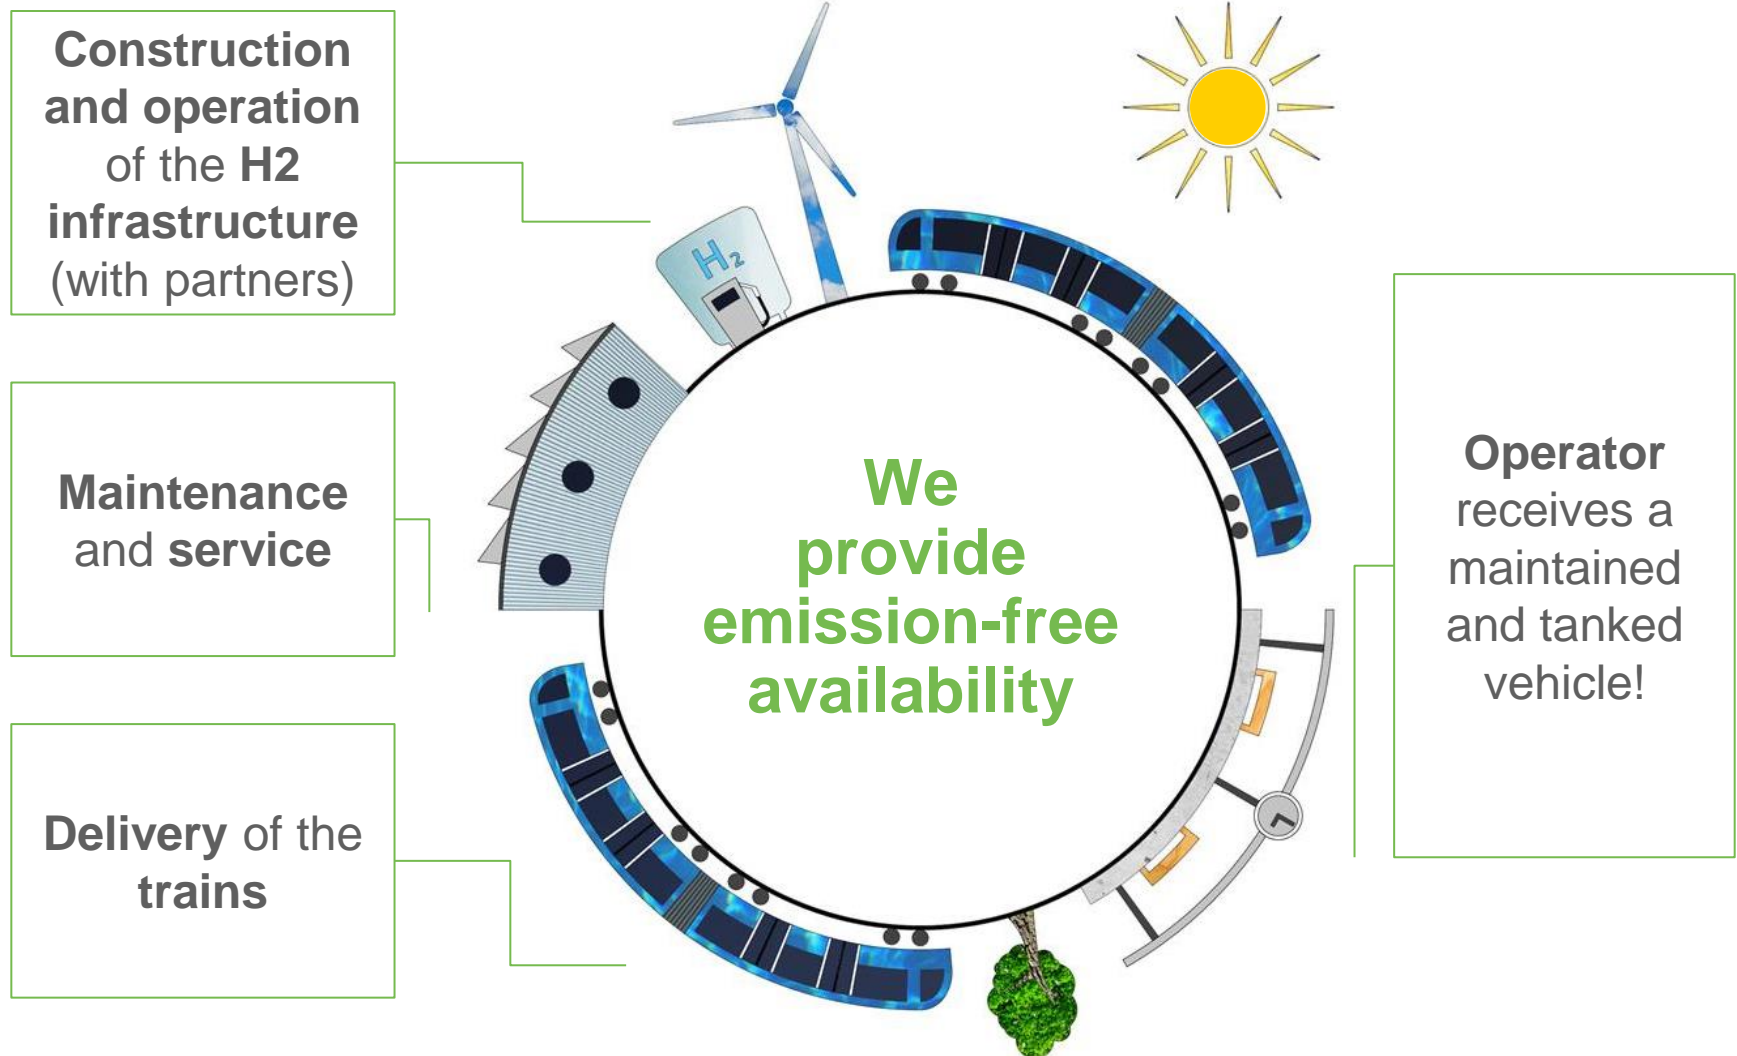 Construction
and operation
of the H2
infrastructure
(with partners)
Maintenance
and service
Delivery of the
trains
H2
We
provide
emission-free
availability
Operator
receives a
maintained
and tanked
vehicle!